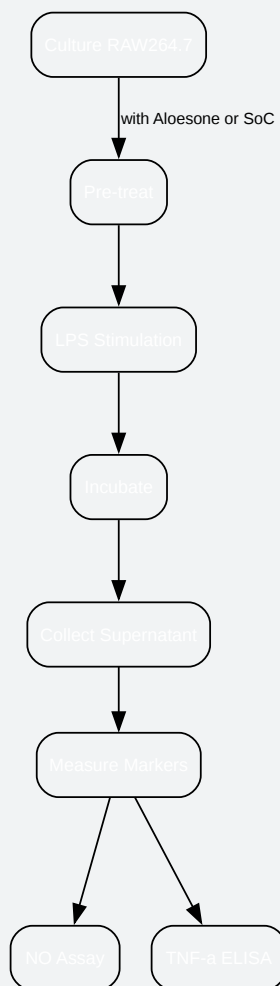 Culture RAW264.7
with Aloesone or SoC
Pre-treat
LPS Stimulation
Incubate
Collect Supernatant
Measure Markers
NO Assay
TNF-a ELISA